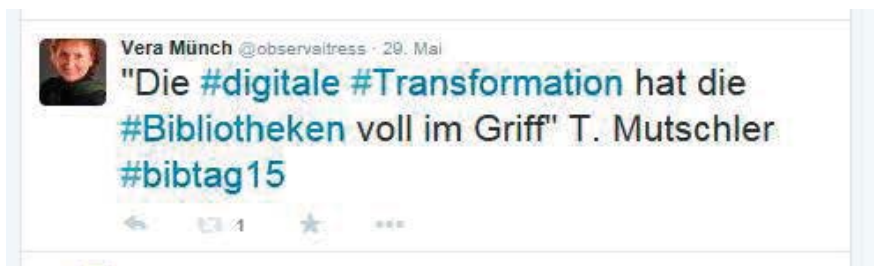 Vera Münch @observaitress · 29. Mai
"Die #digitale #Transformation hat die
#Bibliotheken voll im Griff" T. Mutschler
#bibtag15
1